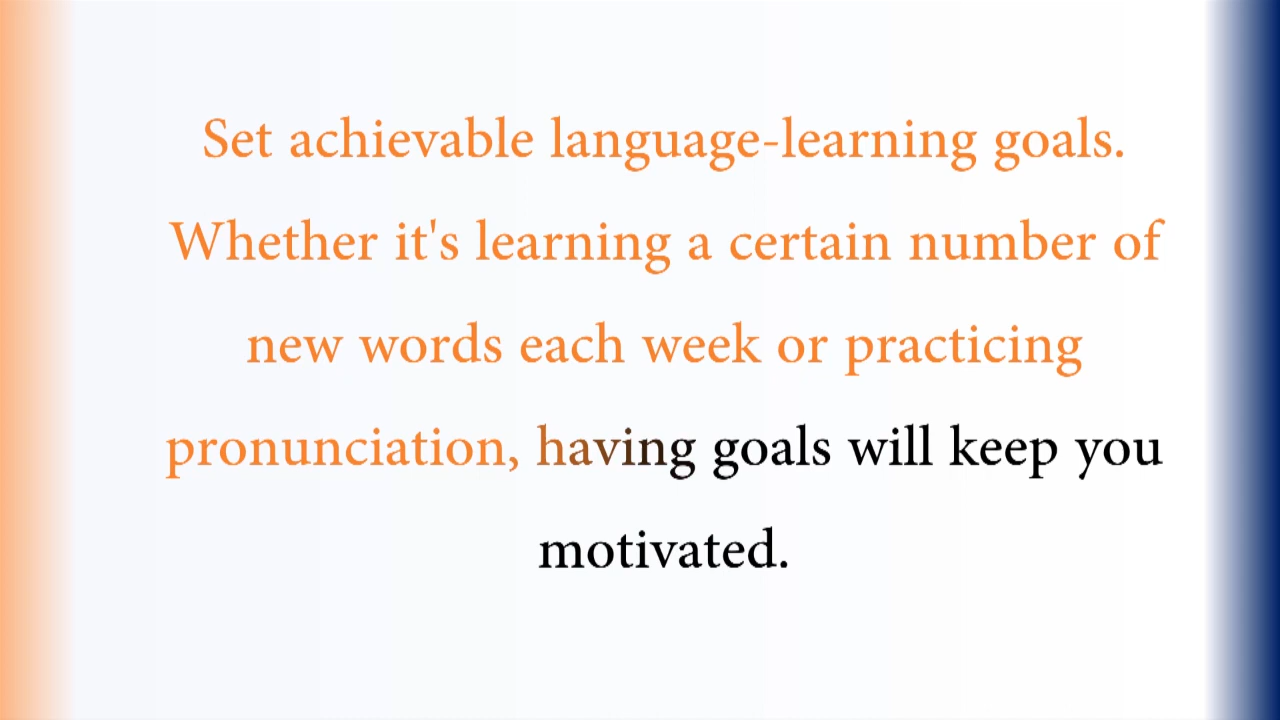 Set achievable language-learning goals.
Whether it's learning a certain number of
new words each week or practicing
pronunciation, having goals will keep you
motivated.